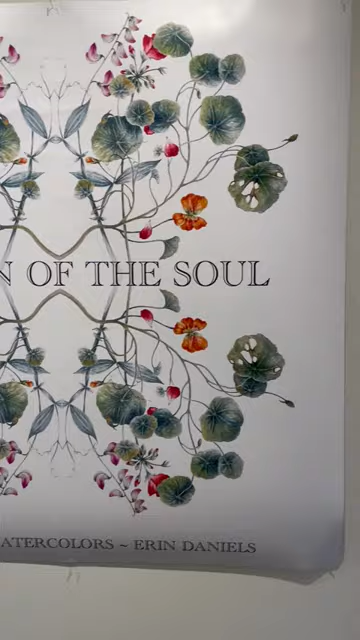 N OF THE SOUL
ATERCOLORS ~ ERIN DANIELS